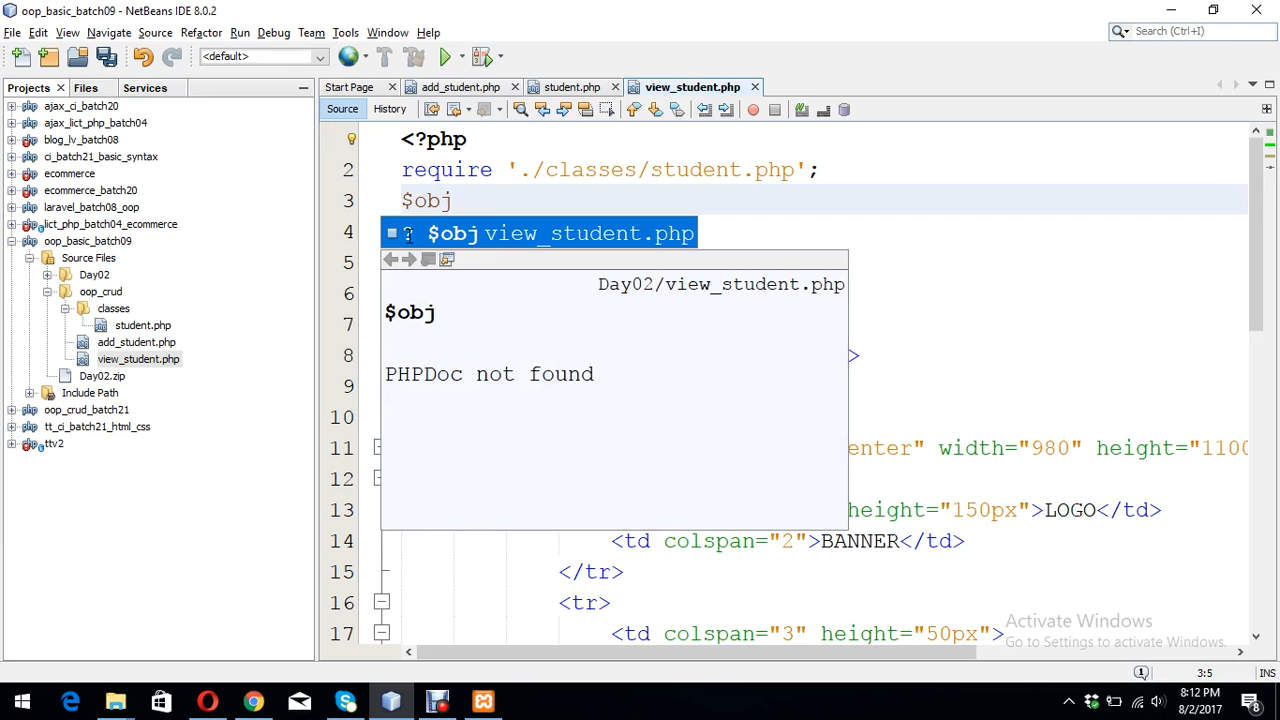 oop_basic_batch09 - NetBeans IDE 8.0.2
File Edit View Navigate Source Refactor Run Debug Team Tools Window Help
Search (Ctrl+I)
<default>
Projects Files Services
Start Page add_student.php student.php view_student.php
Source History
ajax_ci_batch20
ajax_lict_php_batch04
blog_lv_batch08
ci_batch21_basic_syntax
ecommerce
ecommerce_batch20
laravel_batch08_oop
lict_php_batch04_ecommerce
oop_basic_batch09
Source Files
Day02
oop_crud
classes
student.php
add_student.php
view_student.php
Day02.zip
Include Path
oop_crud_batch21
tt_ci_batch21_html_css
ttv2
<?php
2 require './classes/student.php';
3 $obj
4
? $obj view_student.php
5
Day02/view_student.php
6
$obj
7
8 >
PHPDoc not found
9
10
11 enter" width="980" height="1100
12
13 height="150px">LOGO</td>
14 <td colspan="2">BANNER</td>
15 </tr>
16 <tr>
17 <td colspan="3" height="50px">
Activate Windows
Go to Settings to activate Windows.
1
3:5 INS
8:12 PM
8/2/2017
8